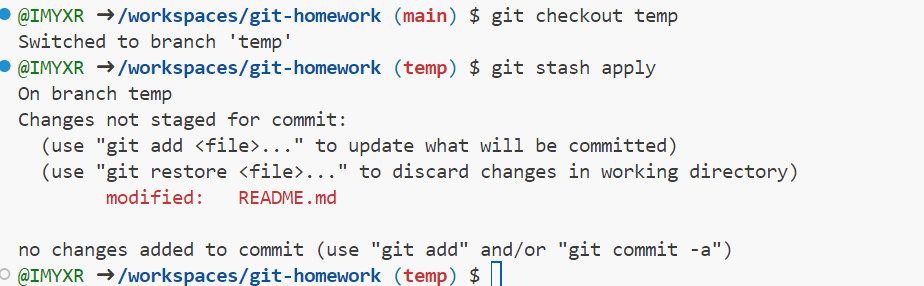 @IMYXR ➜/workspaces/git-homework (main) $ git checkout temp
Switched to branch 'temp'
@IMYXR ➜/workspaces/git-homework (temp) $ git stash apply
On branch temp
Changes not staged for commit:
  (use "git add <file>..." to update what will be committed)
  (use "git restore <file>..." to discard changes in working directory)
        modified:   README.md

no changes added to commit (use "git add" and/or "git commit -a")
@IMYXR ➜/workspaces/git-homework (temp) $